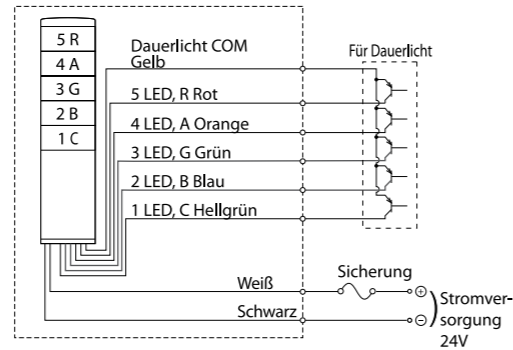 5 R
4 A
3 G
2 B
1 C
Dauerlicht COM
Gelb
5 LED, R Rot
4 LED, A Orange
3 LED, G Grün
2 LED, B Blau
1 LED, C Hellgrün
Für Dauerlicht
Weiß
Schwarz
Sicherung
+
−
Stromver-
sorgung
24V